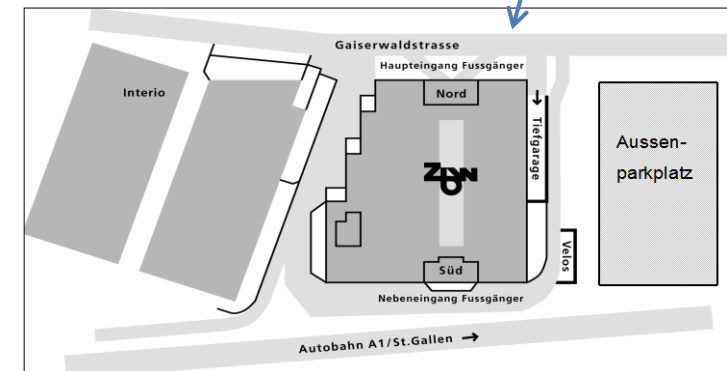 Gaiserwaldstrasse
Haupteingang Fussgänger
Interio
Nord
Tiefgarage
Aussen-
parkplatz
Süd
Velos
Nebeneingang Fussgänger
Autobahn A1/St.Gallen